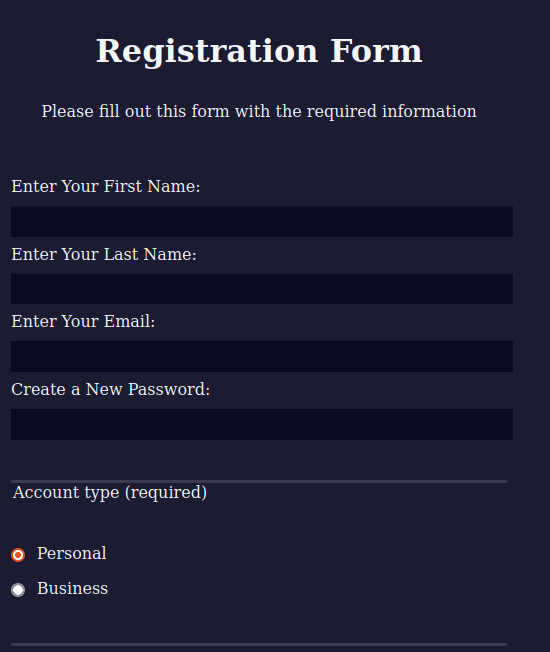 Registration Form
Please fill out this form with the required information
Enter Your First Name:
Enter Your Last Name:
Enter Your Email:
Create a New Password:
Account type (required)
Personal
Business